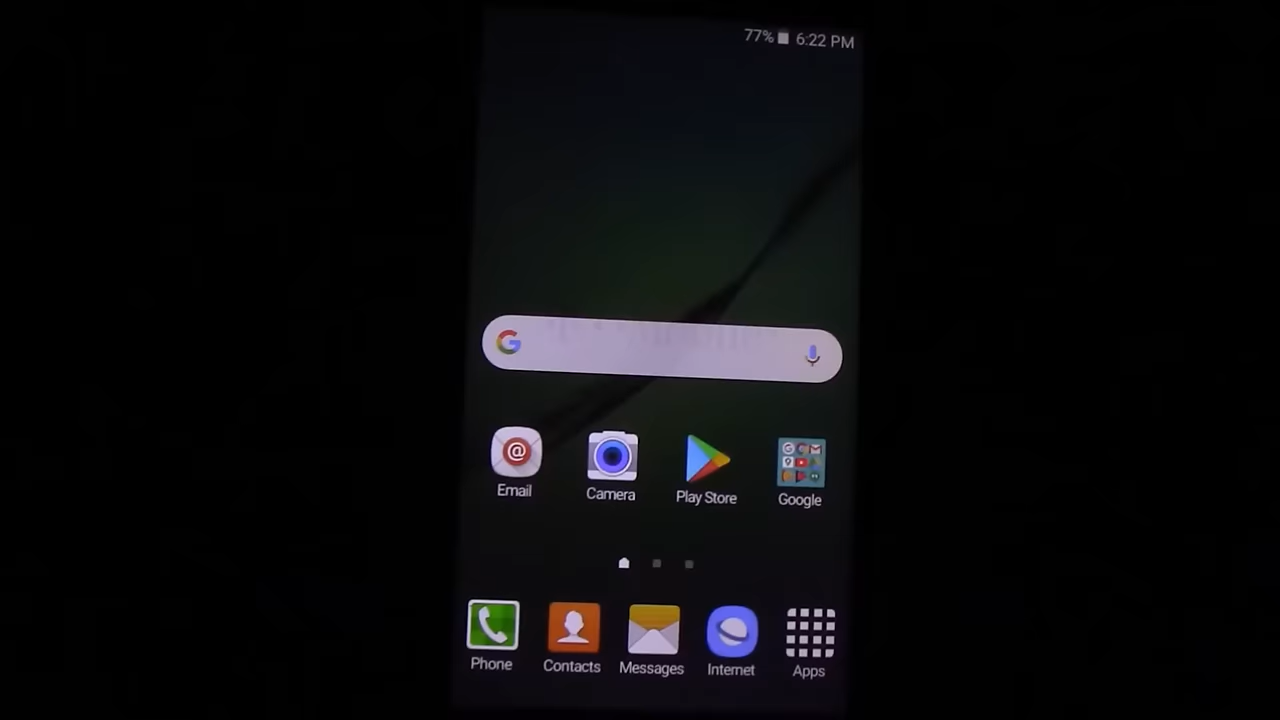 77% 6:22 PM
G
@
Email Camera Play Store Google
Phone Contacts Messages Internet Apps